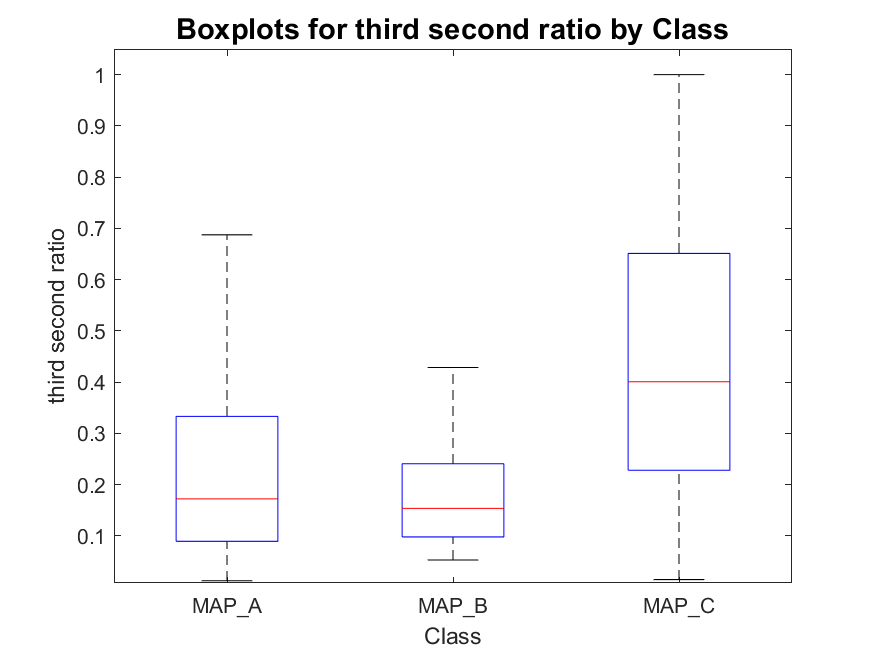 Boxplots for third second ratio by Class
1
0.9
0.8
0.7
0.6
0.5
0.4
0.3
0.2
0.1
third second ratio
MAP_A MAP_B MAP_C
Class